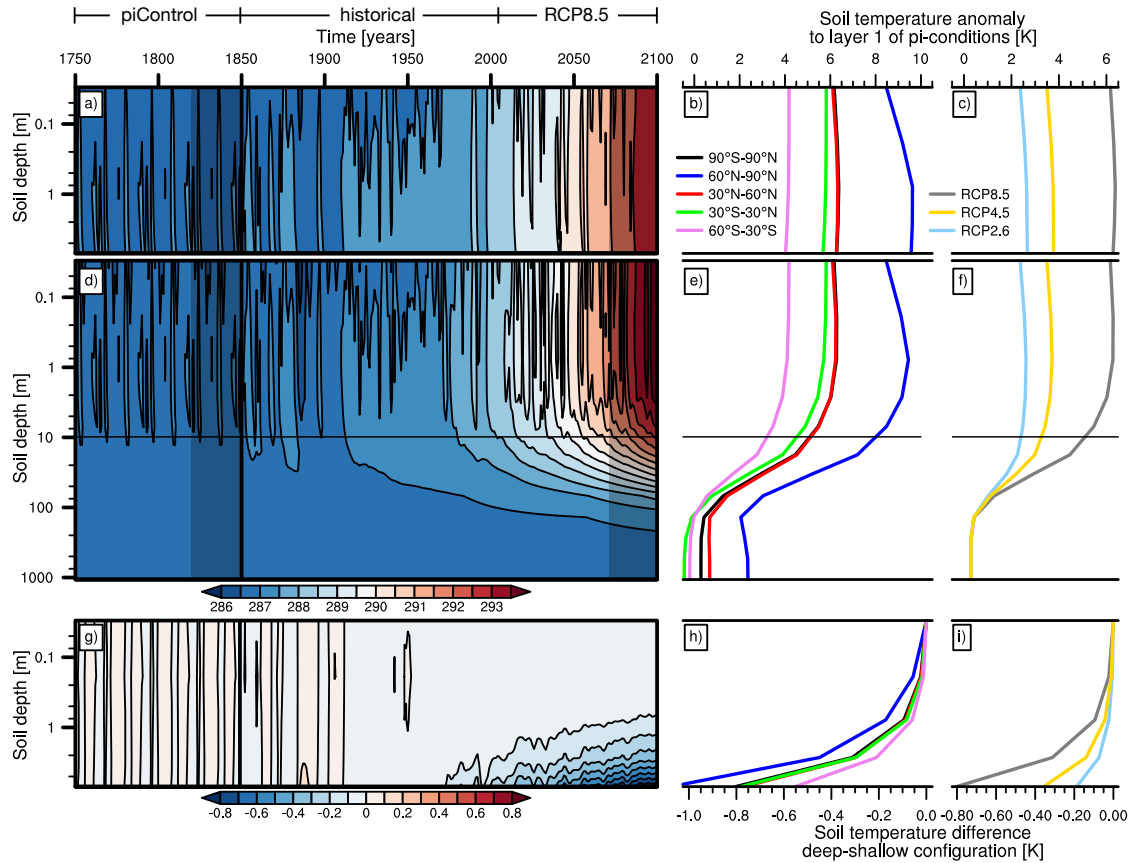 piControl historical RCP8.5
Time [years]
1750 1800 1850 1900 1950 2000 2050 2100
Soil temperature anomaly
to layer 1 of pi-conditions [K]
0 2 4 6 8 10
0 2 4 6
Soil depth [m]
0.1
1
a)
b)
c)
90°S-90°N
60°N-90°N
30°N-60°N
30°S-30°N
60°S-30°S
RCP8.5
RCP4.5
RCP2.6
Soil depth [m]
0.1
1
10
100
1000
d)
e)
f)
286 287 288 289 290 291 292 293
Soil depth [m]
0.1
1
g)
h)
i)
-0.8 -0.6 -0.4 -0.2 0 0.2 0.4 0.6 0.8
-1.0 -0.8 -0.6 -0.4 -0.2 0.0
-0.80 -0.60 -0.40 -0.20 0.00
Soil temperature difference
deep-shallow configuration [K]